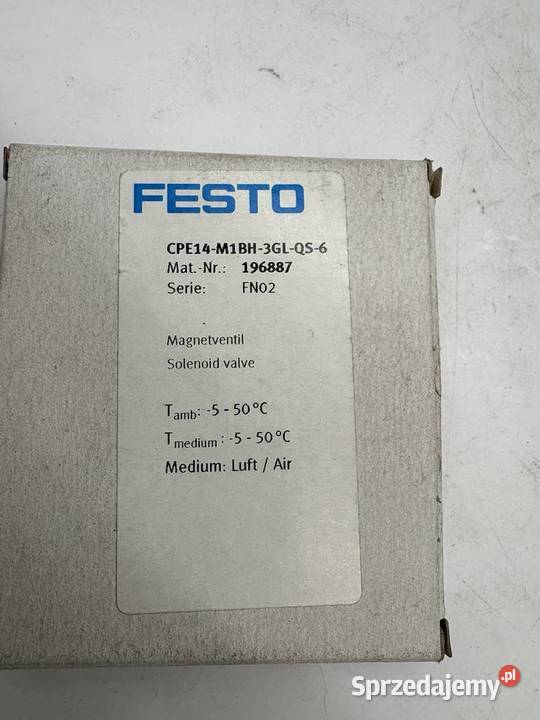 FESTO
CPE14-M1BH-3GL-QS-6
Mat.-Nr.: 196887
Serie: FN02
Magnetventil
Solenoid valve
Tamb: -5 - 50 °C
Tmedium : -5 - 50 °C
Medium: Luft / Air
Sprzedajemy.pl